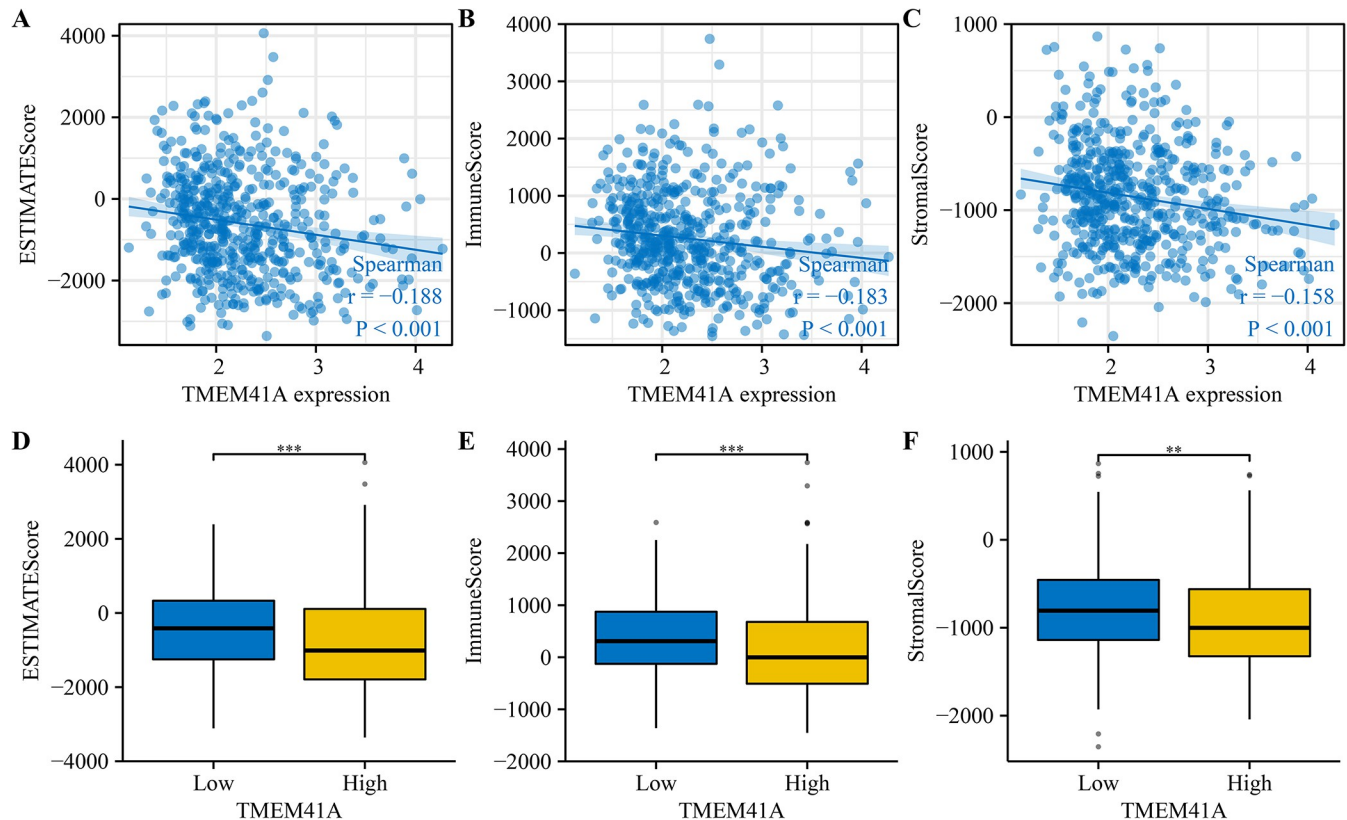 A
ESTIMATEScore
4000
2000
0
−2000
2
3
4
Spearman
r = −0.188
P < 0.001
TMEM41A expression
B
ImmuneScore
4000
3000
2000
1000
0
−1000
2
3
4
Spearman
r = −0.183
P < 0.001
TMEM41A expression
C
StromalScore
1000
0
−1000
−2000
2
3
4
Spearman
r = −0.158
P < 0.001
TMEM41A expression
D
ESTIMATEScore
4000
2000
0
−2000
−4000
***
Low
High
TMEM41A
E
ImmuneScore
4000
3000
2000
1000
0
−1000
−2000
***
Low
High
TMEM41A
F
StromalScore
1000
0
−1000
−2000
**
Low
High
TMEM41A